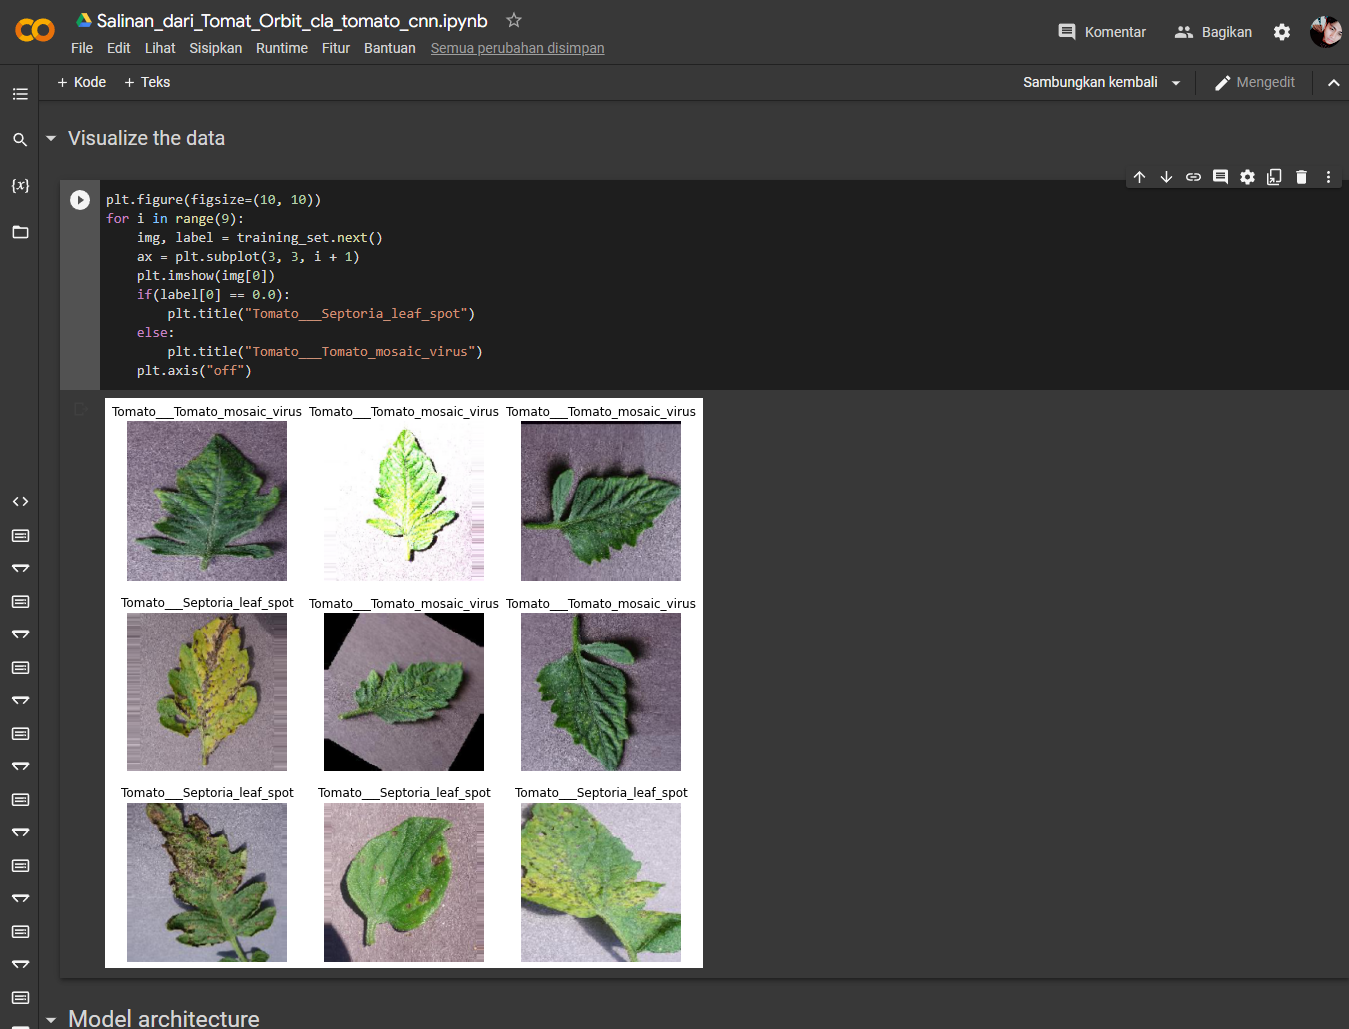 Salinan_dari_Tomat_Orbit_cla_tomato_cnn.ipynb
File Edit Lihat Sisipkan Runtime Fitur Bantuan Semua perubahan disimpan
Komentar Bagikan
+ Kode + Teks
Sambungkan kembali Mengedit
Visualize the data
{x}
plt.figure(figsize=(10, 10))
for i in range(9):
    img, label = training_set.next()
    ax = plt.subplot(3, 3, i + 1)
    plt.imshow(img[0])
    if(label[0] == 0.0):
        plt.title("Tomato___Septoria_leaf_spot")
    else:
        plt.title("Tomato___Tomato_mosaic_virus")
    plt.axis("off")
Tomato___Tomato_mosaic_virus Tomato___Tomato_mosaic_virus Tomato___Tomato_mosaic_virus
Tomato___Septoria_leaf_spot Tomato___Tomato_mosaic_virus Tomato___Tomato_mosaic_virus
Tomato___Septoria_leaf_spot Tomato___Septoria_leaf_spot Tomato___Septoria_leaf_spot
Model architecture